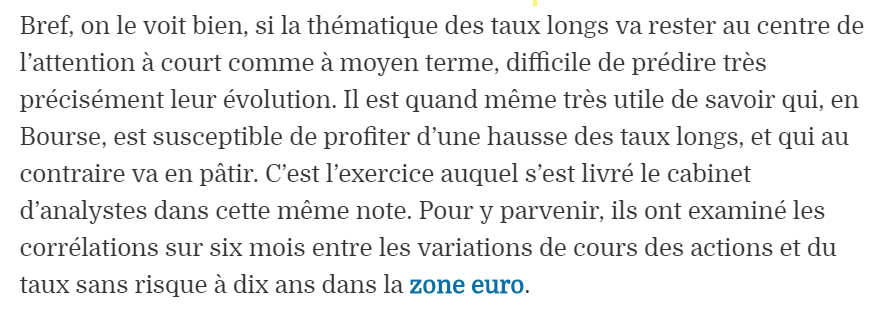 Bref, on le voit bien, si la thématique des taux longs va rester au centre de
l’attention à court comme à moyen terme, difficile de prédire très
précisément leur évolution. Il est quand même très utile de savoir qui, en
Bourse, est susceptible de profiter d’une hausse des taux longs, et qui au
contraire va en pâtir. C’est l’exercice auquel s’est livré le cabinet
d’analystes dans cette même note. Pour y parvenir, ils ont examiné les
corrélations sur six mois entre les variations de cours des actions et du
taux sans risque à dix ans dans la zone euro.